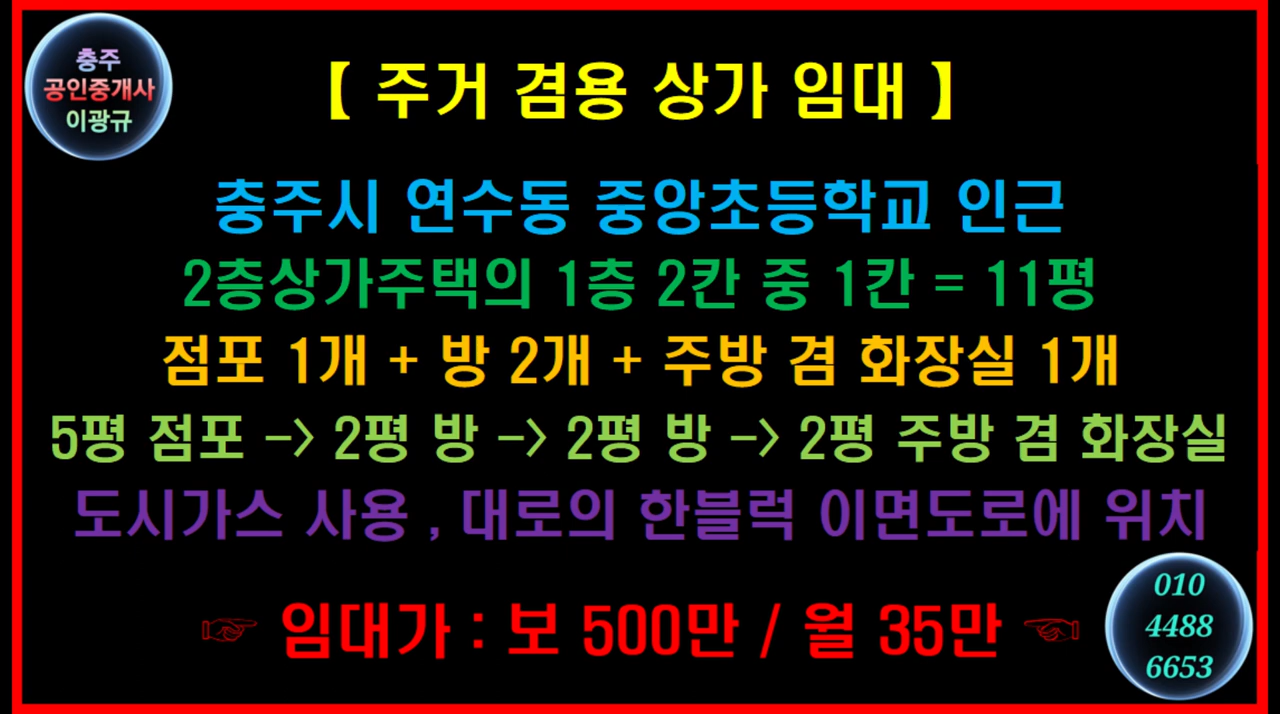 충주
공인중개사
이광규
【 주거 겸용 상가 임대 】
충주시 연수동 중앙초등학교 인근
2층상가주택의 1층 2칸 중 1칸 = 11평
점포 1개 + 방 2개 + 주방 겸 화장실 1개
5평 점포 -> 2평 방 -> 2평 방 -> 2평 주방 겸 화장실
도시가스 사용 , 대로의 한블럭 이면도로에 위치
☞ 임대가 : 보 500만 / 월 35만 ☜
010
4488
6653